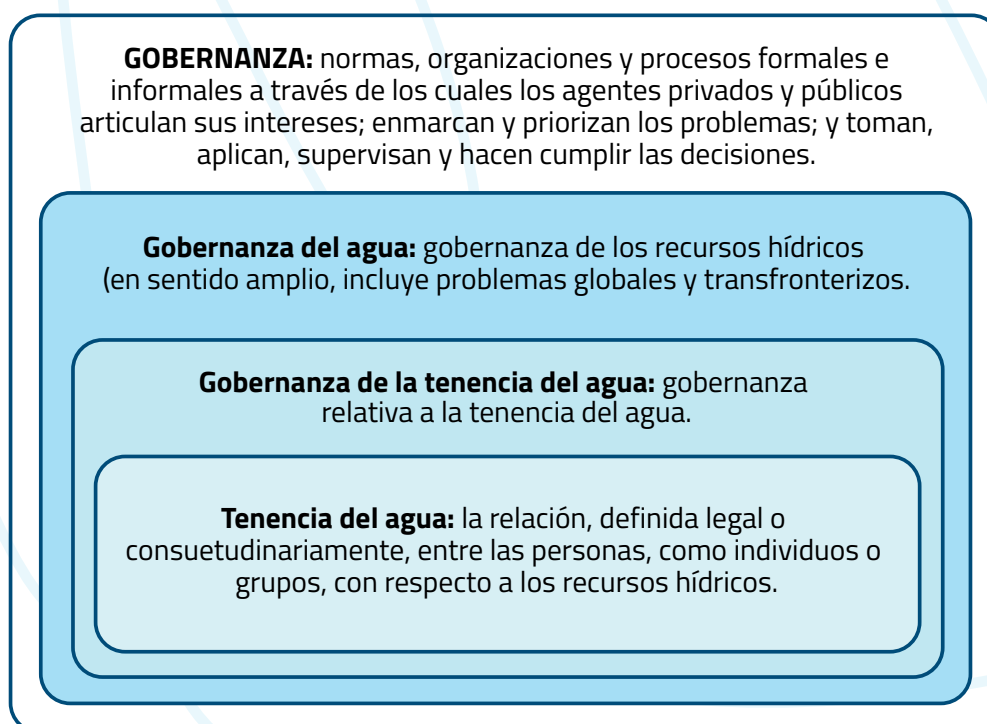 GOBERNANZA: normas, organizaciones y procesos formales e
informales a través de los cuales los agentes privados y públicos
articulan sus intereses; enmarcan y priorizan los problemas; y toman,
aplican, supervisan y hacen cumplir las decisiones.
Gobernanza del agua: gobernanza de los recursos hídricos
(en sentido amplio, incluye problemas globales y transfronterizos.
Gobernanza de la tenencia del agua: gobernanza
relativa a la tenencia del agua.
Tenencia del agua: la relación, definida legal o
consuetudinariamente, entre las personas, como individuos o
grupos, con respecto a los recursos hídricos.